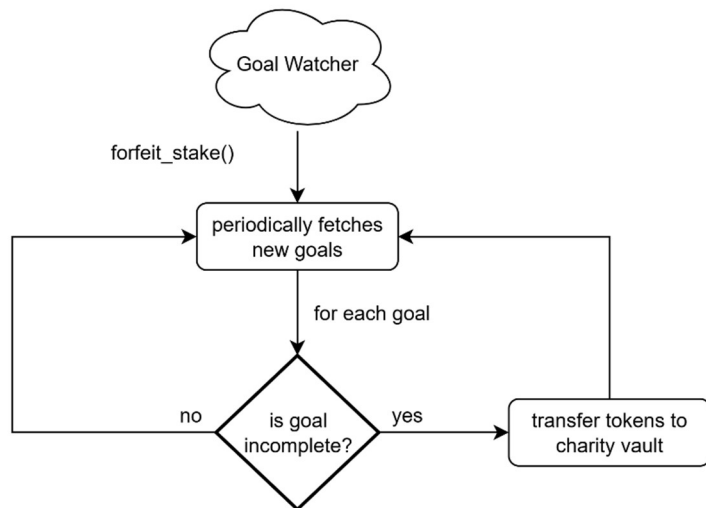 Goal Watcher
forfeit_stake()
periodically fetches
new goals
for each goal
no
is goal
incomplete?
yes
transfer tokens to
charity vault